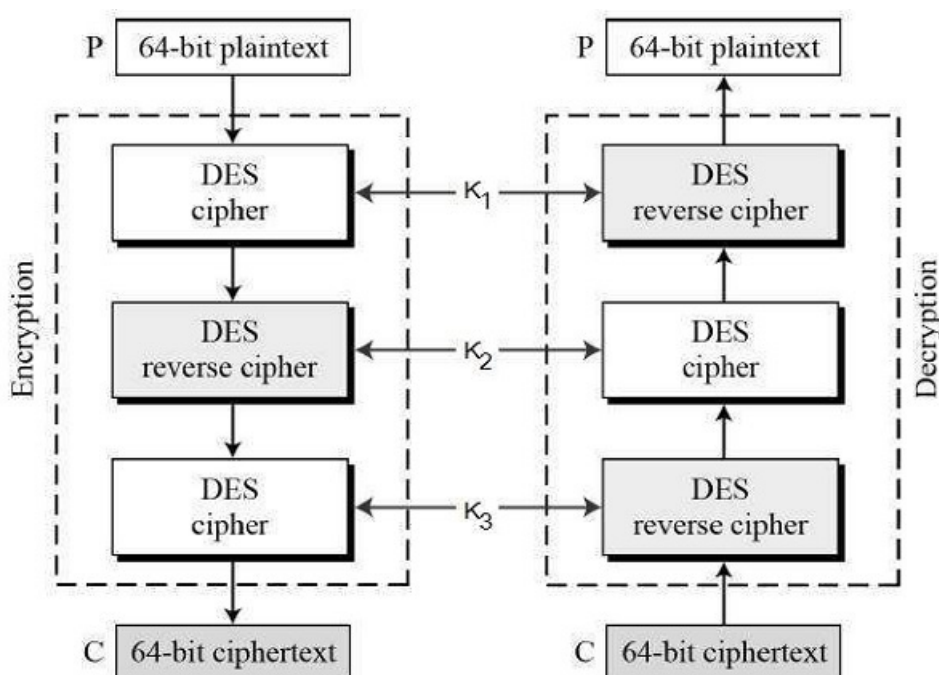 P 64-bit plaintext
P 64-bit plaintext
Encryption
DES
cipher
K1
DES
reverse cipher
DES
reverse cipher
K2
DES
cipher
DES
cipher
K3
DES
reverse cipher
Decryption
C 64-bit ciphertext
C 64-bit ciphertext